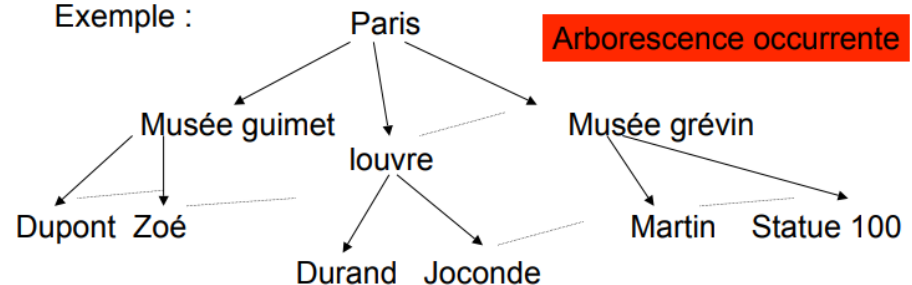 Exemple :
Paris
Arborescence occurrente
Musée guimet
louvre
Musée grévin
Dupont Zoé
Durand Joconde
Martin Statue 100